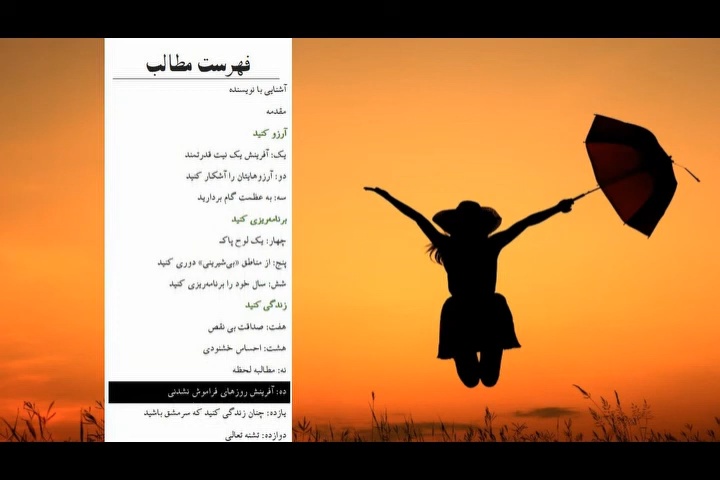 فهرست مطالب
آشنایی با نویسنده
مقدمه
آرزو کنید
یک: آفرینش یک نیت قدرتمند
دو: آرزوهایتان را آشکار کنید
سه: به عظمت گام بردارید
برنامه‌ریزی کنید
چهار: یک لوح پاک
پنج: از مناطق «بی‌شیرینی» دوری کنید
شش: سال خود را برنامه‌ریزی کنید
زندگی کنید
هفت: صداقت بی نقص
هشت: احساس خشنودی
نه: مطالبه لحظه
ده: آفرینش روزهای فراموش نشدنی
یازده: چنان زندگی کنید که سرمشق باشید
دوازده: تشنه تعالی